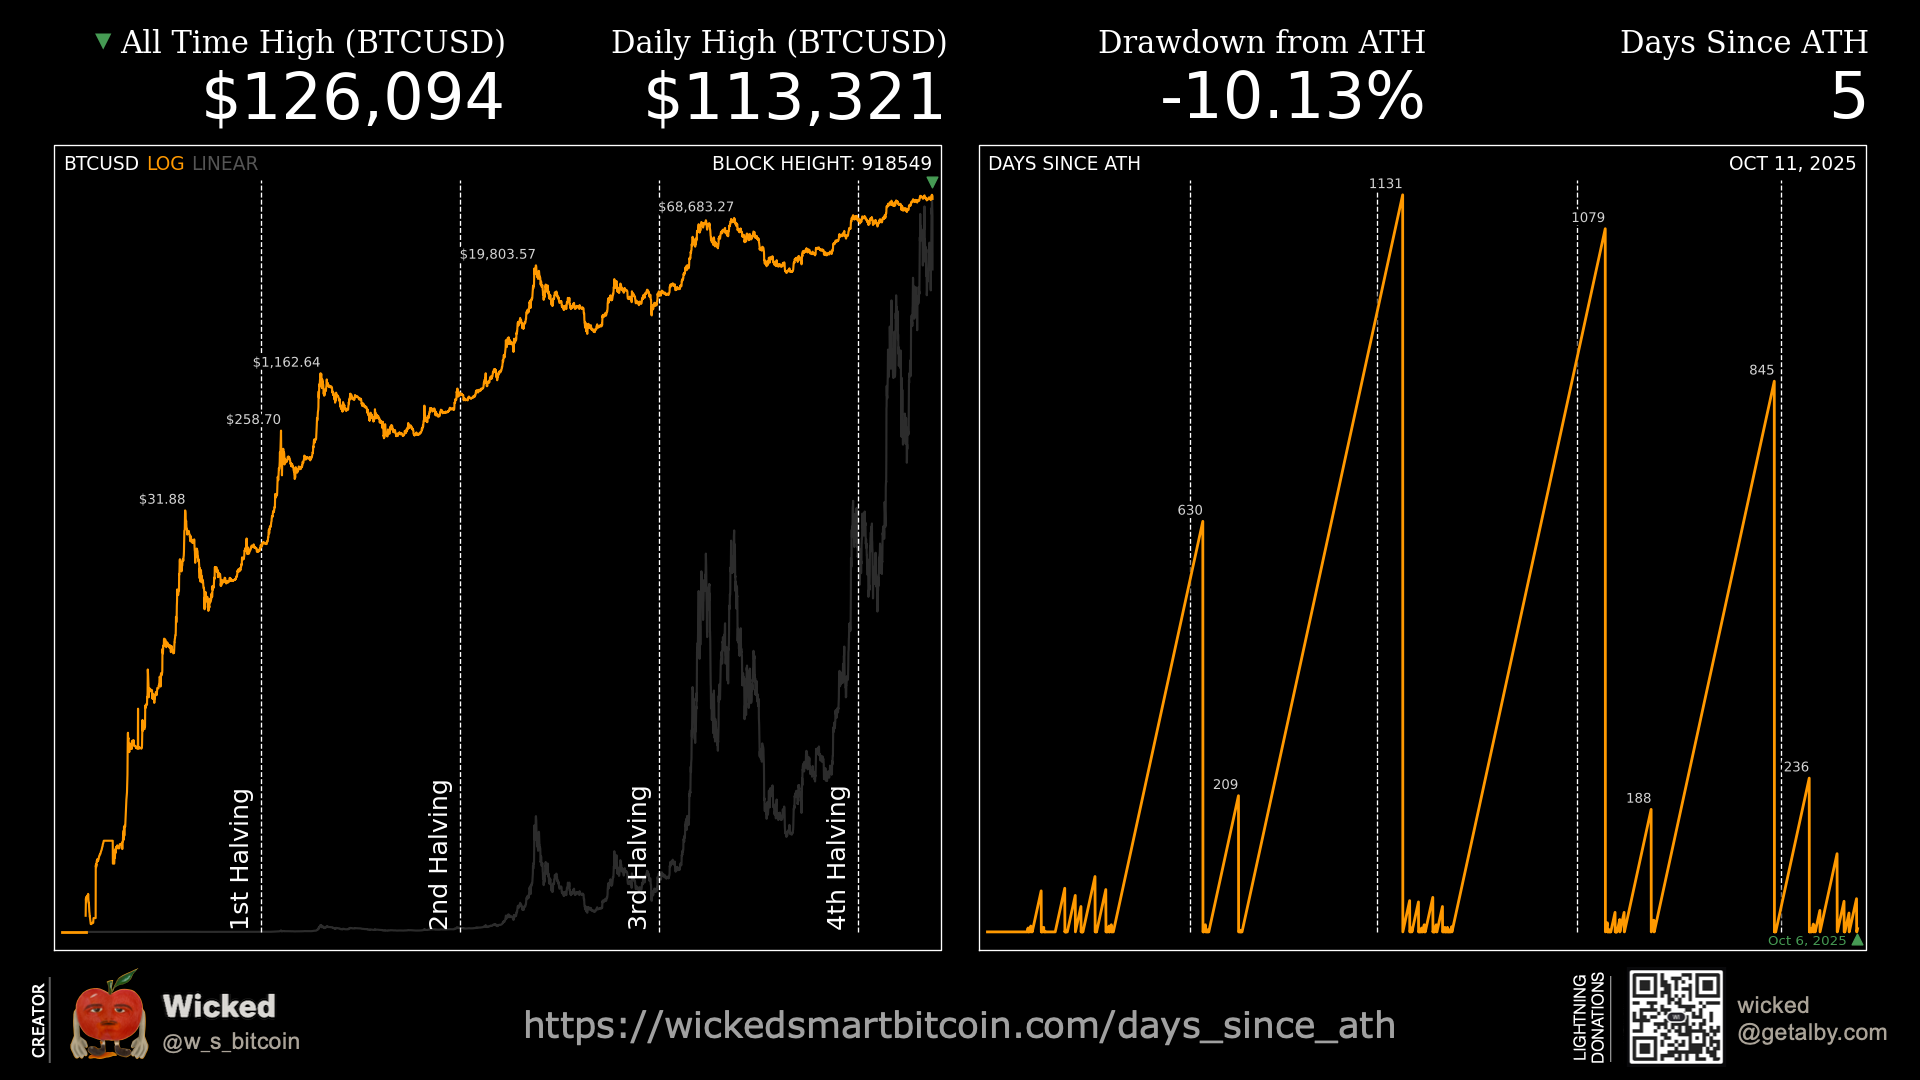 ▼ All Time High (BTCUSD)
$126,094
Daily High (BTCUSD)
$113,321
Drawdown from ATH
-10.13%
Days Since ATH
5
BTCUSD LOG LINEAR
BLOCK HEIGHT: 918549
$31.88
$258.70
$1,162.64
$19,803.57
$68,683.27
1st Halving
2nd Halving
3rd Halving
4th Halving
DAYS SINCE ATH
OCT 11, 2025
630
209
1131
1079
188
845
236
Oct 6, 2025 ▲
CREATOR
Wicked
@w_s_bitcoin
https://wickedsmartbitcoin.com/days_since_ath
LIGHTNING
DONATIONS
wicked
@getalby.com